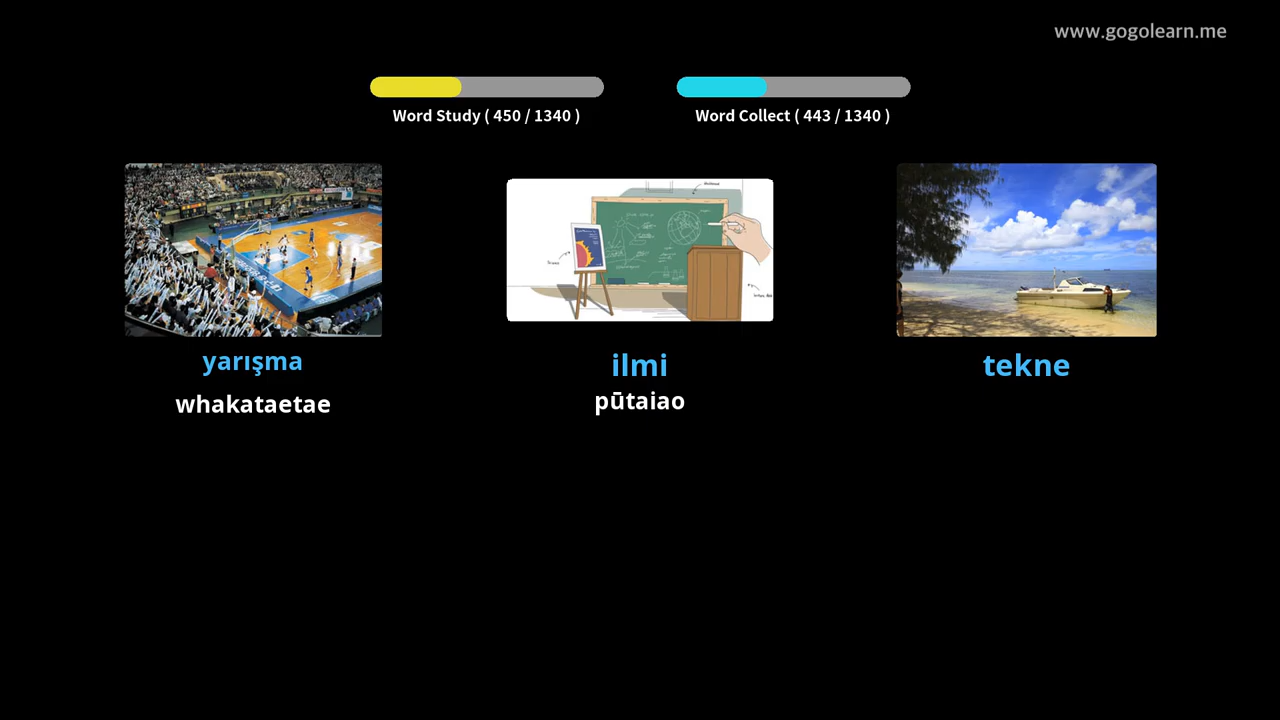 www.gogolearn.me
Word Study ( 450 / 1340 )
Word Collect ( 443 / 1340 )
yarışma
ilmi
tekne
whakataetae
pūtaiao